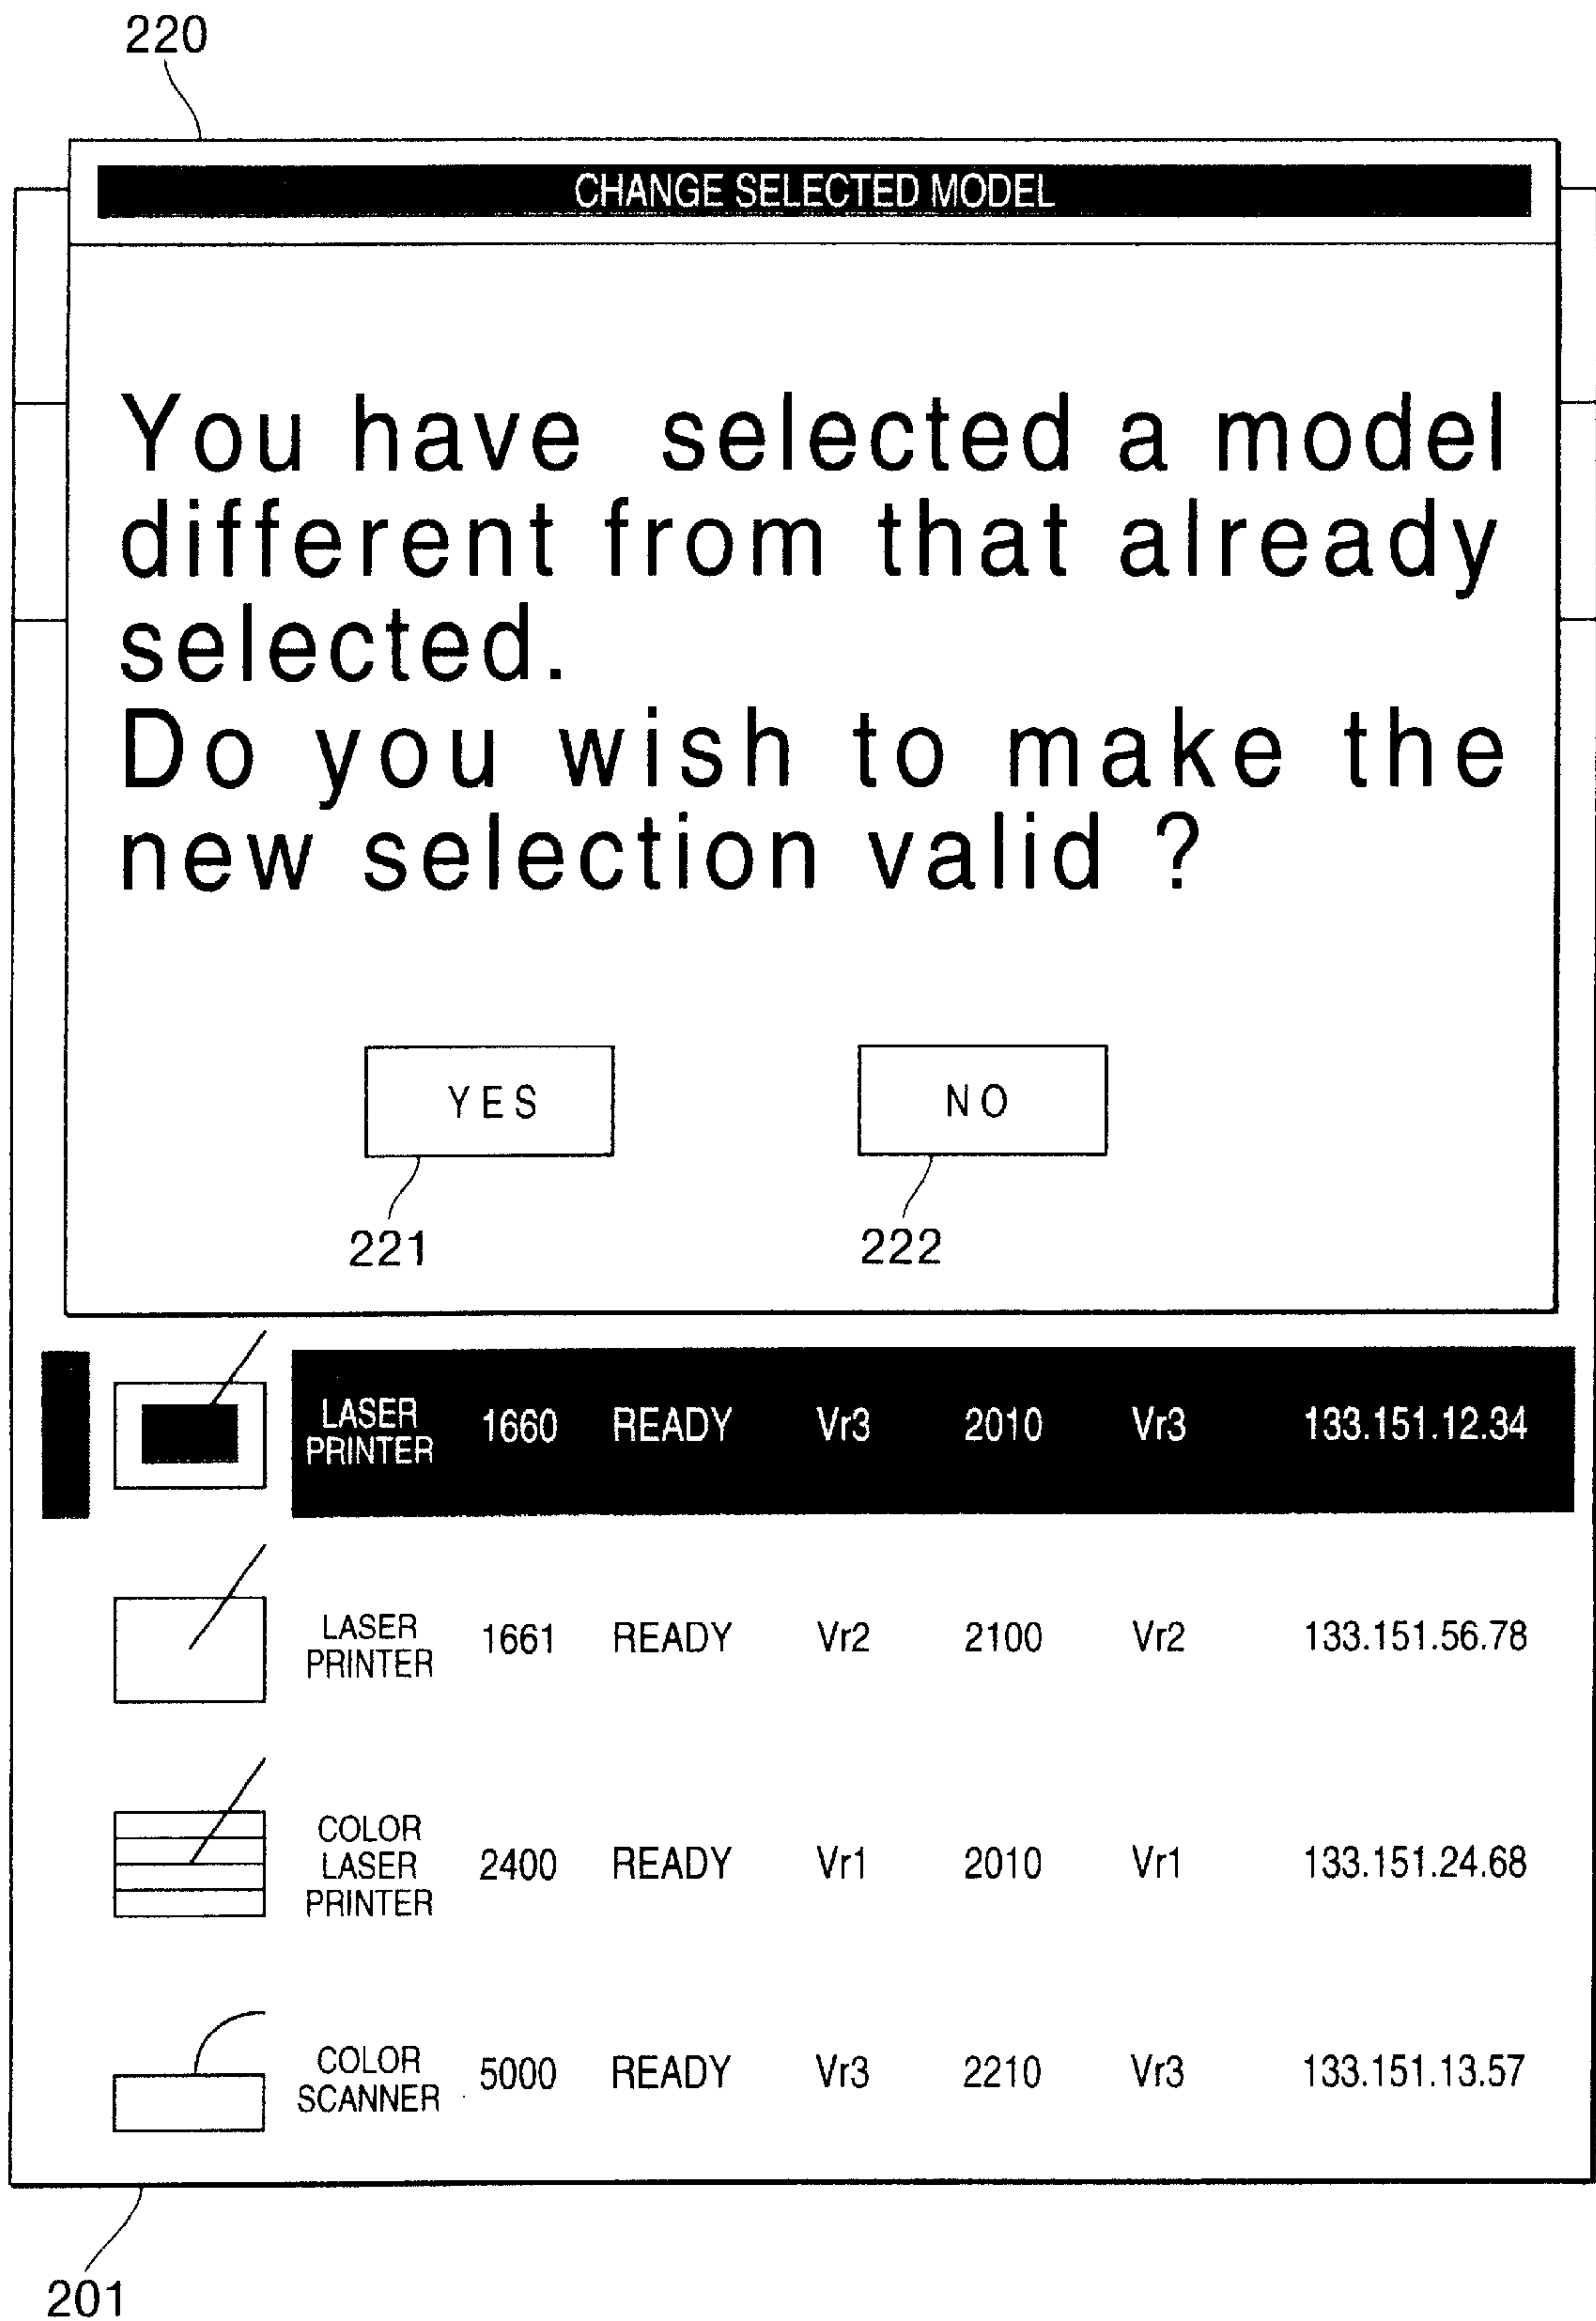 220
CHANGE SELECTED MODEL
You have selected a model
different from that already
selected.
Do you wish to make the
new selection valid ?
YES NO
221 222
LASER PRINTER 1660 READY Vr3 2010 Vr3 133.151.12.34
LASER PRINTER 1661 READY Vr2 2100 Vr2 133.151.56.78
COLOR LASER PRINTER 2400 READY Vr1 2010 Vr1 133.151.24.68
COLOR SCANNER 5000 READY Vr3 2210 Vr3 133.151.13.57
201